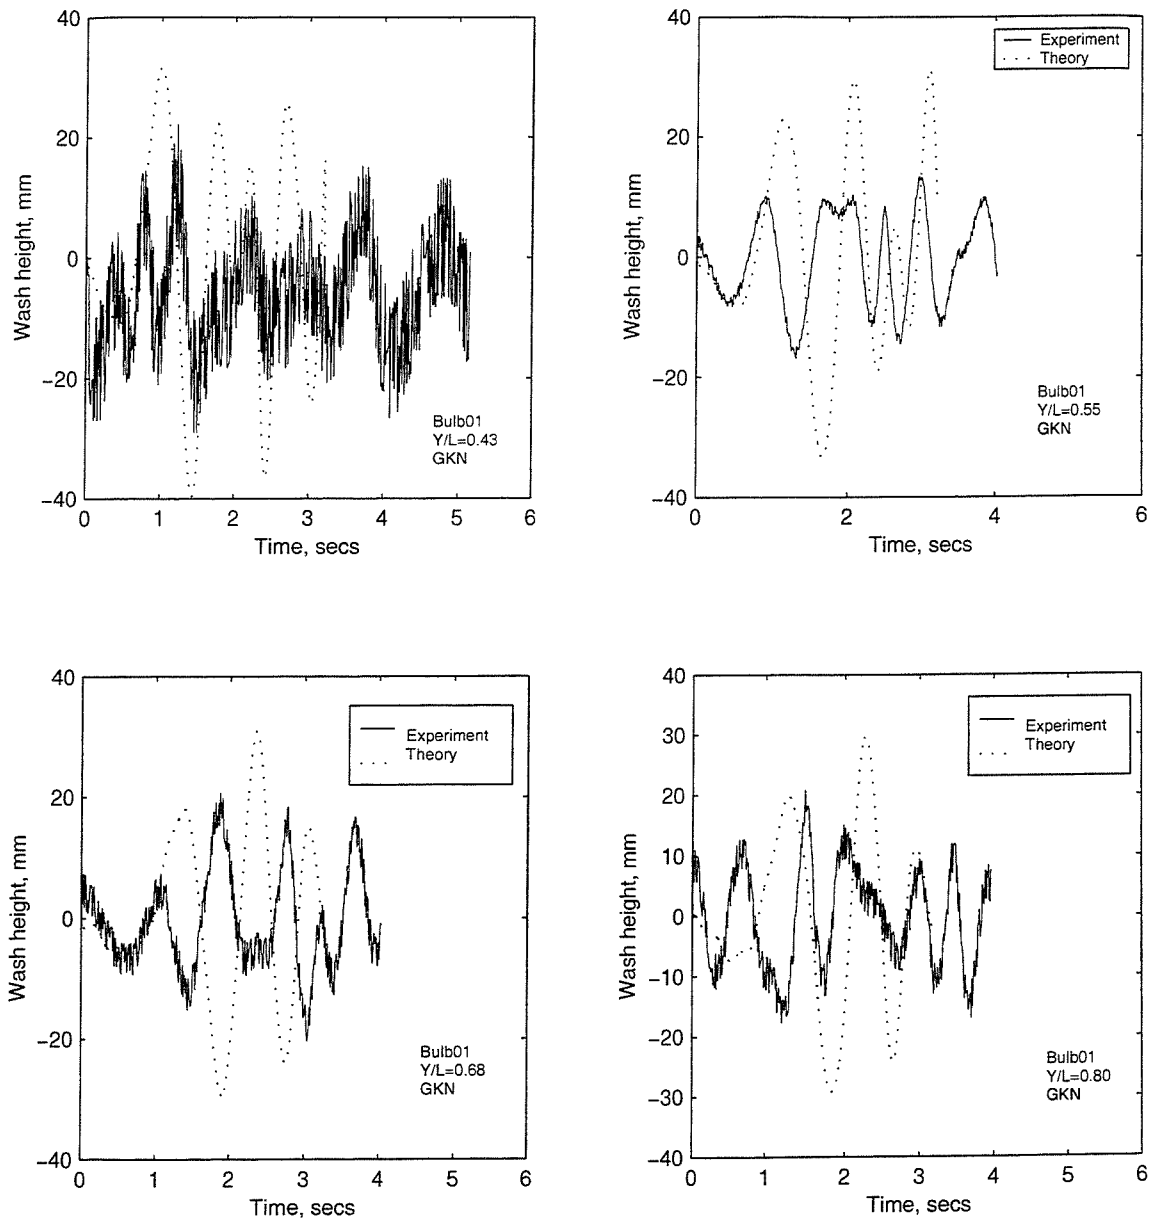 40
20
0
−20
−40
Wash height, mm
0 1 2 3 4 5 6
Time, secs
Bulb01
Y/L=0.43
GKN
40
20
0
−20
−40
Wash height, mm
0 2 4 6
Time, secs
Experiment
Theory
Bulb01
Y/L=0.55
GKN
40
20
0
−20
−40
Wash height, mm
0 1 2 3 4 5 6
Time, secs
Experiment
Theory
Bulb01
Y/L=0.68
GKN
40
30
20
10
0
−10
−20
−30
−40
Wash height, mm
0 1 2 3 4 5 6
Time, secs
Experiment
Theory
Bulb01
Y/L=0.80
GKN